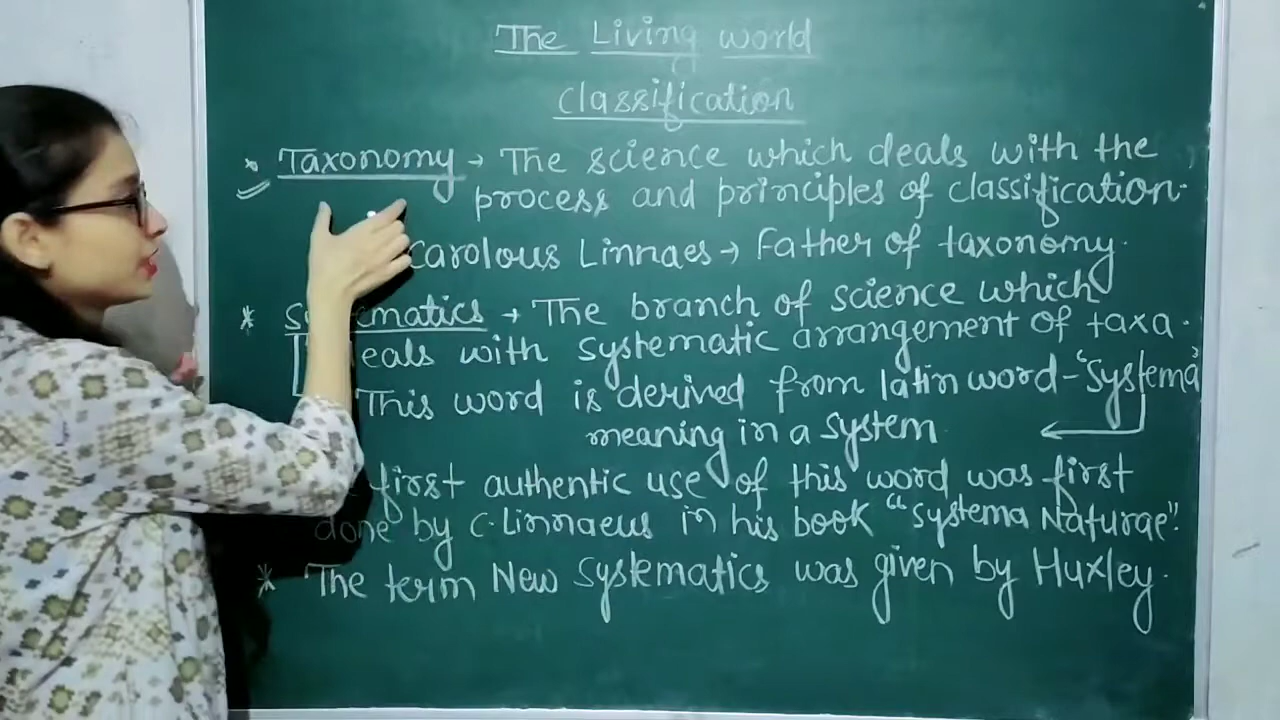 The Living world
classification
* Taxonomy → The science which deals with the
process and principles of classification.
Carolous Linnaes → Father of taxonomy.
* → The branch of science which
with systematic arrangement of taxa.
This word is derived from latin word - "Systema"
meaning in a system
first authentic use of this word was first
done by C. Linnaeus in his book "Systema Naturae".
* The term New Systematics was given by Huxley.